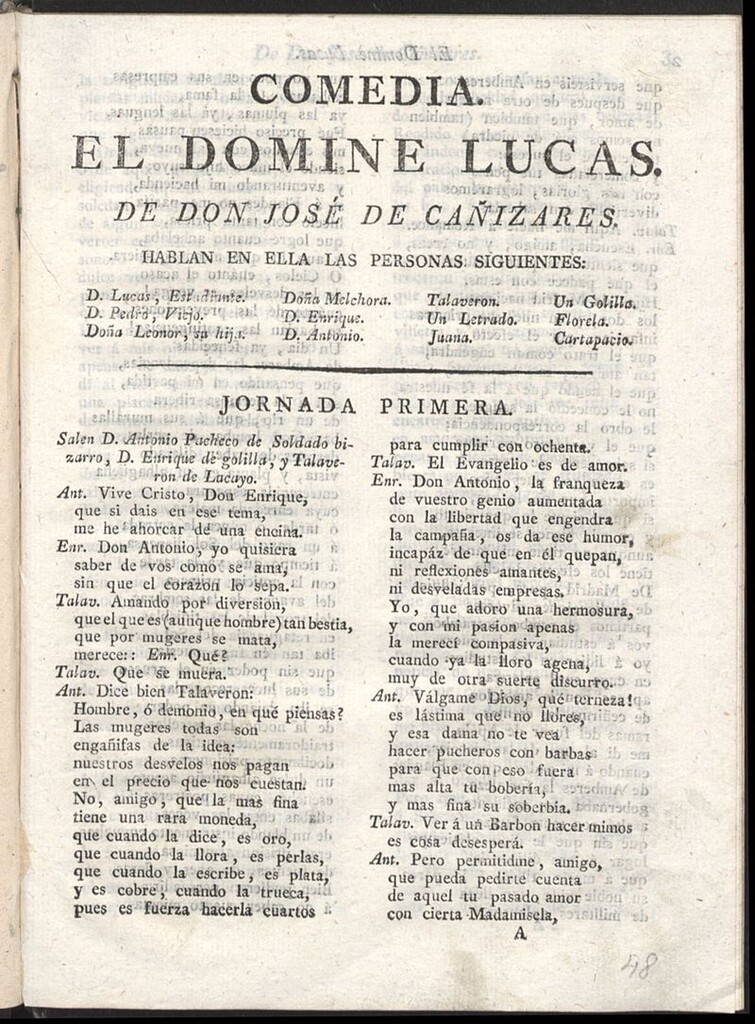 COMEDIA.
EL DOMINE LUCAS.
DE DON JOSÉ DE CAÑIZARES.
HABLAN EN ELLA LAS PERSONAS SIGUIENTES:
D. Lucas, Estudiante.
D. Pedro, Viejo.
Doña Leonor, su hija.
Doña Melchora.
D. Enrique.
D. Antonio.
Talaveron.
Un Letrado.
Juana.
Un Golilla.
Florela.
Cartapacio.
JORNADA PRIMERA.
Salen D. Antonio Pacheco de Soldado bi-
zarro, D. Enrique de golilla, y Talave-
ron de Lacayo.
Ant. Vive Cristo, Don Enrique,
que si dais en ese tema,
me he ahorcar de una encina.
Enr. Don Antonio, yo quisiera
saber de vos como se ama,
sin que el corazon lo sepa.
Talav. Amando por diversion,
que el que es (aunque hombre) tan bestia,
que por mugeres se mata,
merece:: Enr. Qué?
Talav. Que se muera.
Ant. Dice bien Talaveron:
Hombre, ó demonio, en qué piensas?
Las mugeres todas son
engañifas de la idea:
nuestros desvelos nos pagan
en el precio que nos cuestan.
No, amigo, que la mas fina
tiene una rara moneda,
que cuando la dice, es oro,
que cuando la llora, es perlas,
que cuando la escribe, es plata,
y es cobre, cuando la trueca,
pues es fuerza hacerla cuartos
para cumplir con ochenta.
Talav. El Evangelio es de amor.
Enr. Don Antonio, la franqueza
de vuestro genio aumentada
con la libertad que engendra
la campaña, os da ese humor,
incapáz de que en él quepan,
ni reflexiones amantes,
ni desveladas empresas.
Yo, que adoro una hermosura,
y con mi pasion apenas
la merecí compasiva,
cuando ya la lloro agena,
muy de otra suerte discurro.
Ant. Válgame Dios, qué terneza!
es lástima que no llores,
y esa dama no te vea
hacer pucheros con barbas
para que con eso fuera
mas alta tu bobería,
y mas fina su soberbia.
Talav. Ver á un Barbon hacer mimos
es cosa desesperá.
Ant. Pero permitidme, amigo,
que pueda pedirte cuenta
de aquel tu pasado amor
con cierta Madamisela,
A
48